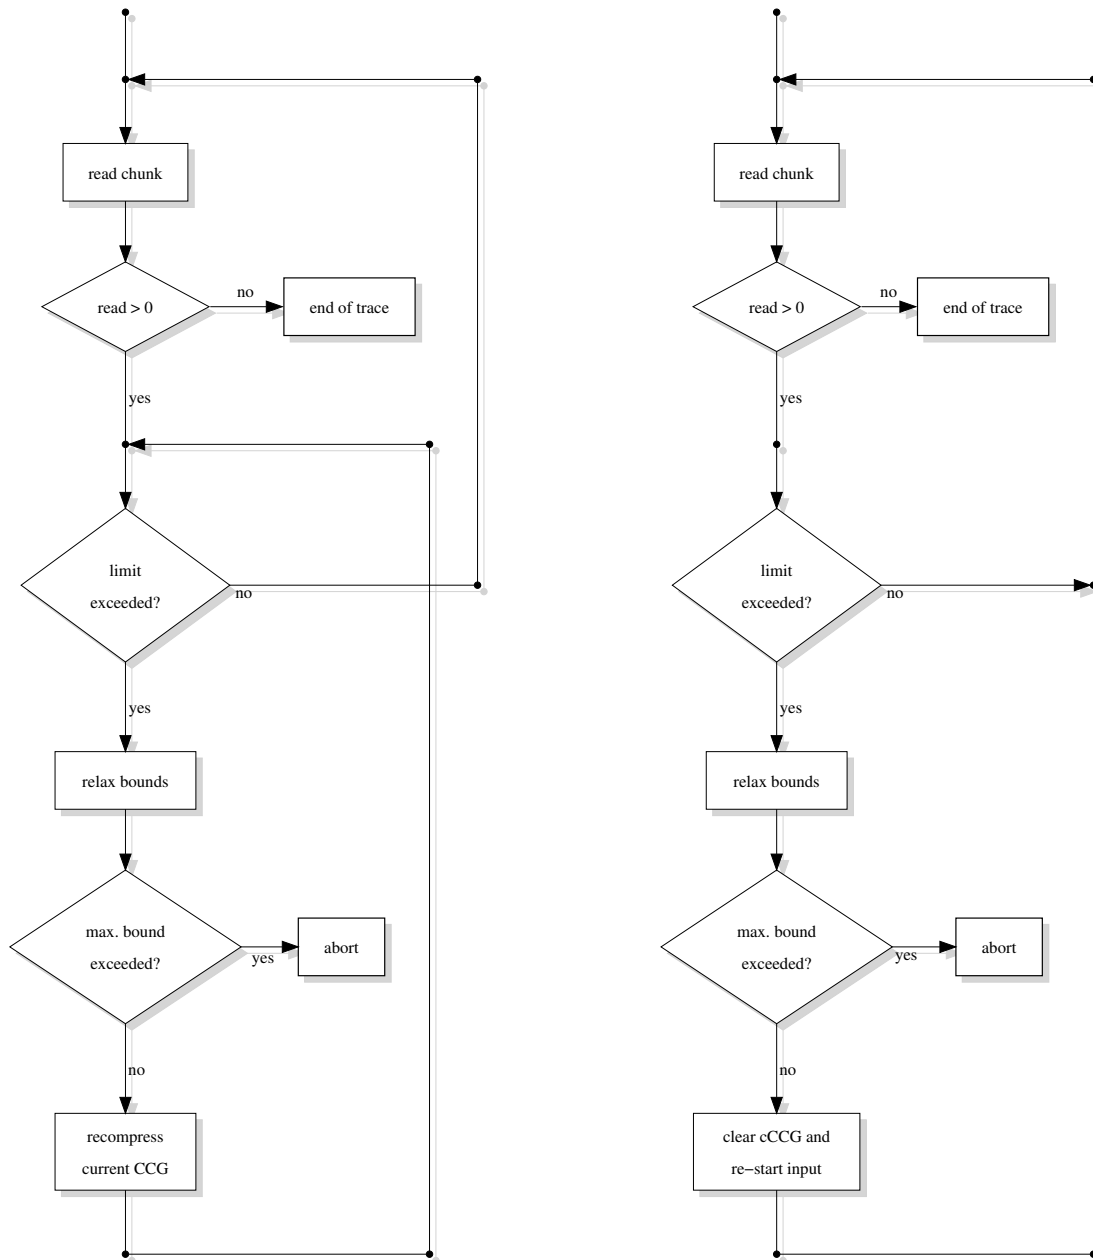 read chunk
read > 0
no
end of trace
yes
limit
exceeded?
no
yes
relax bounds
max. bound
exceeded?
yes
abort
no
recompress
current CCG
read chunk
read > 0
no
end of trace
yes
limit
exceeded?
no
yes
relax bounds
max. bound
exceeded?
yes
abort
no
clear cCCG and
re−start input